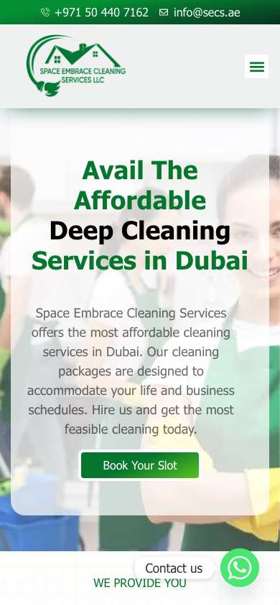 +971 50 440 7162 info@secs.ae
SPACE EMBRACE CLEANING
SERVICES LLC
Avail The
Affordable
Deep Cleaning
Services in Dubai
Space Embrace Cleaning Services
offers the most affordable cleaning
services in Dubai. Our cleaning
packages are designed to
accommodate your life and business
schedules. Hire us and get the most
feasible cleaning today.
Book Your Slot
Contact us
WE PROVIDE YOU